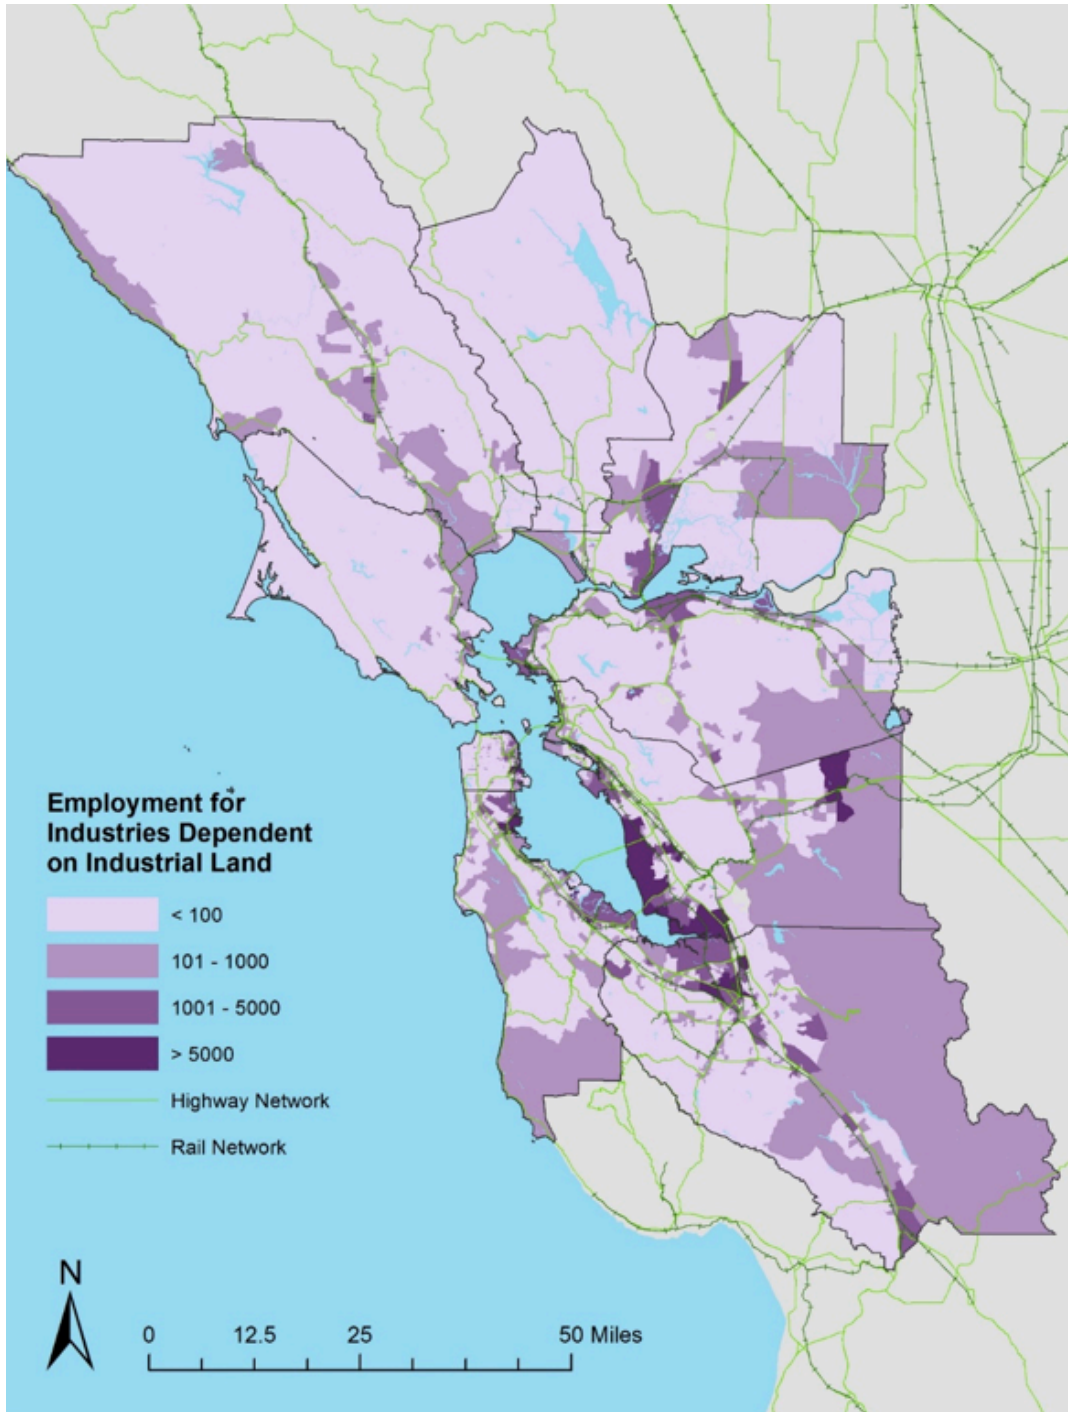 Employment for
Industries Dependent
on Industrial Land
< 100
101 - 1000
1001 - 5000
> 5000
Highway Network
Rail Network
N
0 12.5 25 50 Miles